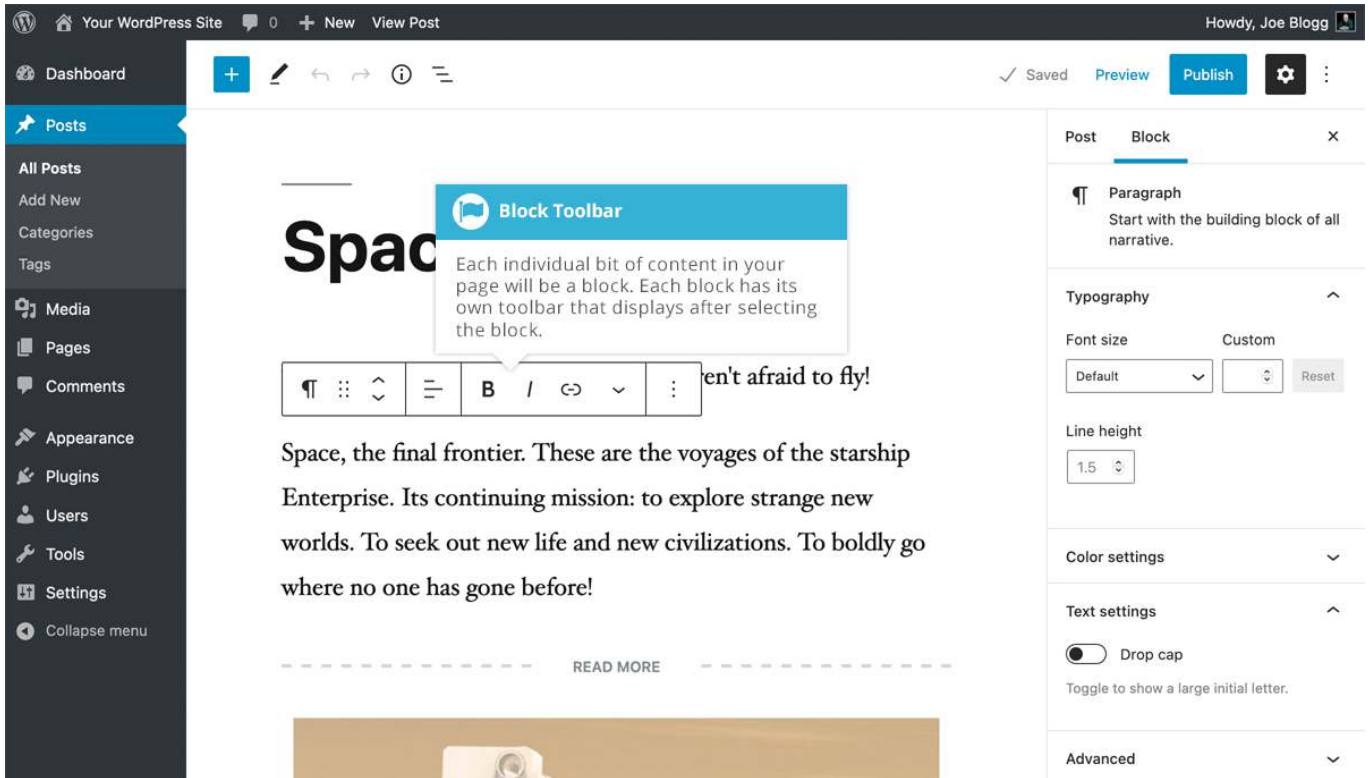 Your WordPress Site 0 New View Post Howdy, Joe Blogg
Dashboard
Posts
All Posts
Add New
Categories
Tags
Media
Pages
Comments
Appearance
Plugins
Users
Tools
Settings
Collapse menu
Saved Preview Publish
Block Toolbar
Each individual bit of content in your
page will be a block. Each block has its
own toolbar that displays after selecting
the block.
B I
afraid to fly!
Space, the final frontier. These are the voyages of the starship
Enterprise. Its continuing mission: to explore strange new
worlds. To seek out new life and new civilizations. To boldly go
where no one has gone before!
READ MORE
Post Block
Paragraph
Start with the building block of all
narrative.
Typography
Font size Custom
Default Reset
Line height
1.5
Color settings
Text settings
Drop cap
Toggle to show a large initial letter.
Advanced